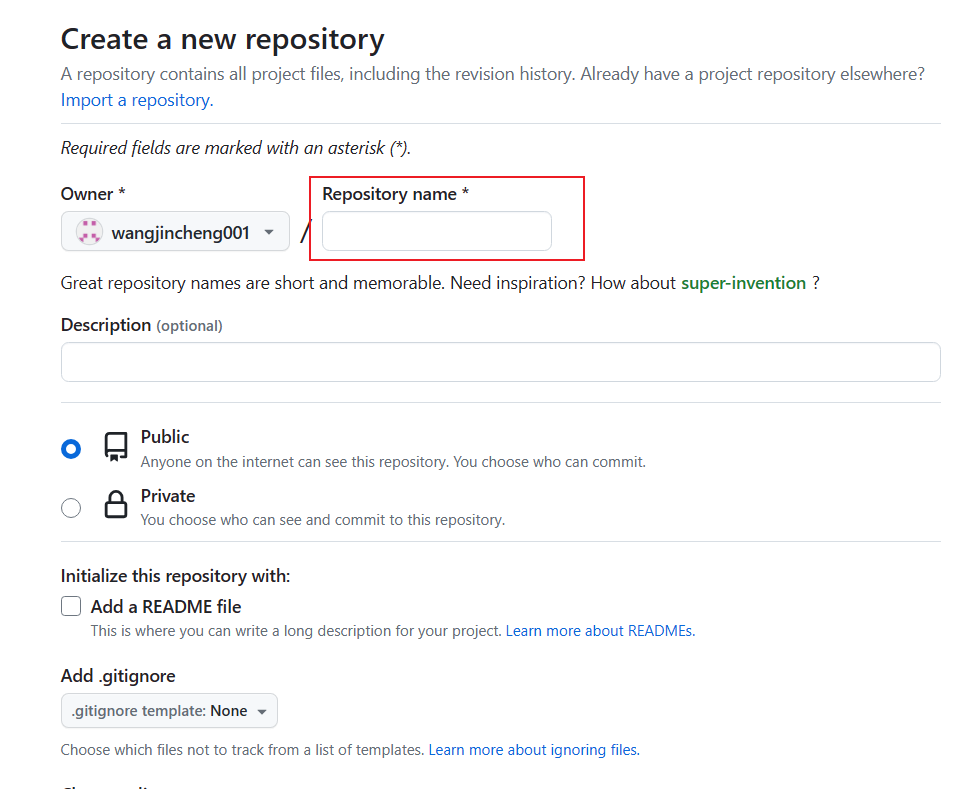 Create a new repository
A repository contains all project files, including the revision history. Already have a project repository elsewhere?
Import a repository.
Required fields are marked with an asterisk (*).
Owner *
Repository name *
wangjincheng001
/
Great repository names are short and memorable. Need inspiration? How about super-invention ?
Description (optional)
Public
Anyone on the internet can see this repository. You choose who can commit.
Private
You choose who can see and commit to this repository.
Initialize this repository with:
Add a README file
This is where you can write a long description for your project. Learn more about READMEs.
Add .gitignore
.gitignore template: None
Choose which files not to track from a list of templates. Learn more about ignoring files.